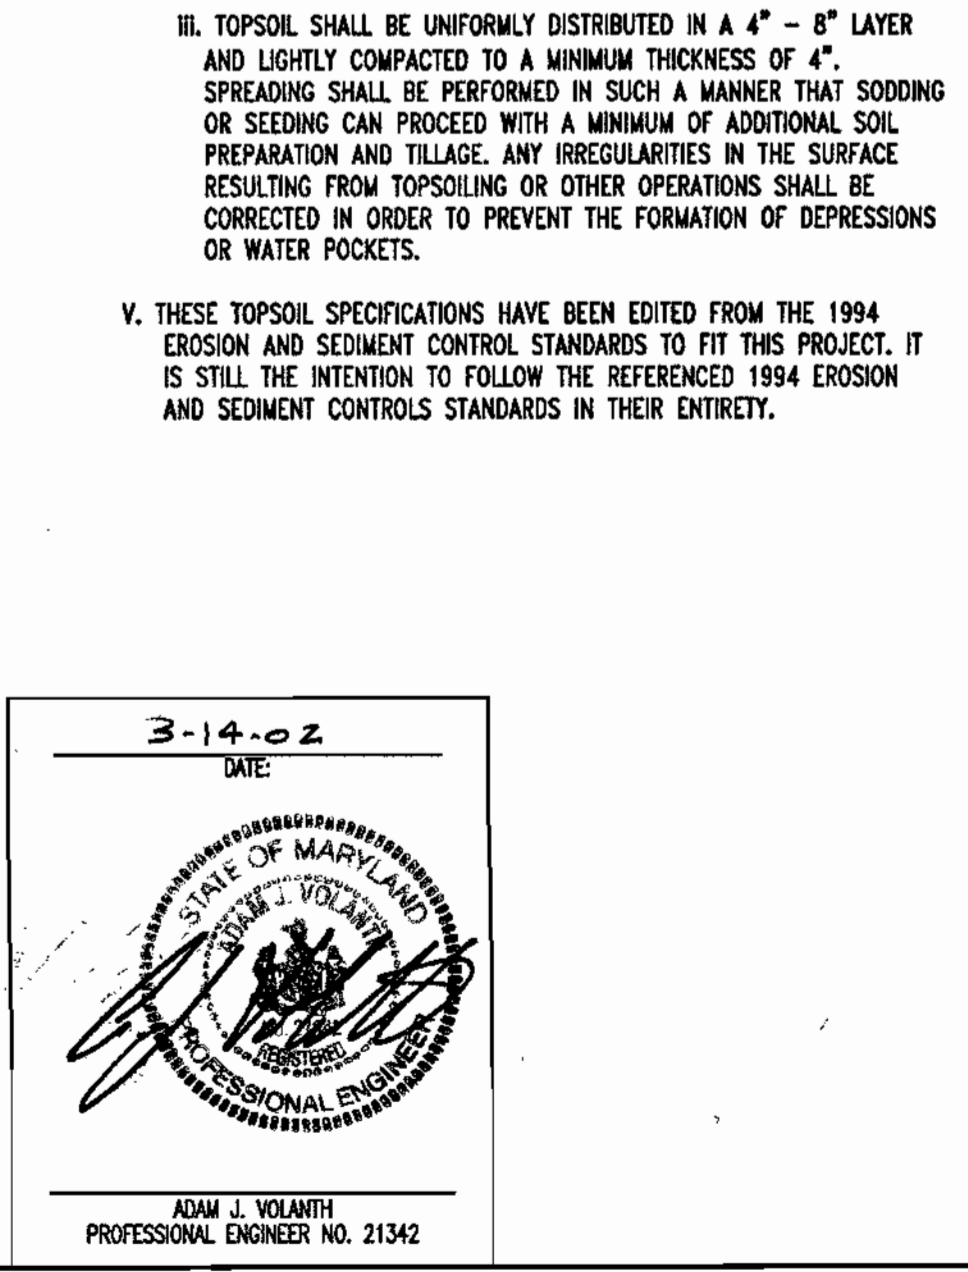 iii. TOPSOIL SHALL BE UNIFORMLY DISTRIBUTED IN A 4" – 8" LAYER
AND LIGHTLY COMPACTED TO A MINIMUM THICKNESS OF 4".
SPREADING SHALL BE PERFORMED IN SUCH A MANNER THAT SODDING
OR SEEDING CAN PROCEED WITH A MINIMUM OF ADDITIONAL SOIL
PREPARATION AND TILLAGE. ANY IRREGULARITIES IN THE SURFACE
RESULTING FROM TOPSOILING OR OTHER OPERATIONS SHALL BE
CORRECTED IN ORDER TO PREVENT THE FORMATION OF DEPRESSIONS
OR WATER POCKETS.
V. THESE TOPSOIL SPECIFICATIONS HAVE BEEN EDITED FROM THE 1994
EROSION AND SEDIMENT CONTROL STANDARDS TO FIT THIS PROJECT. IT
IS STILL THE INTENTION TO FOLLOW THE REFERENCED 1994 EROSION
AND SEDIMENT CONTROLS STANDARDS IN THEIR ENTIRETY.
3-14-02
DATE:
STATE OF MARYLAND
ADAM J. VOLANTH
REGISTERED
PROFESSIONAL ENGINEER
ADAM J. VOLANTH
PROFESSIONAL ENGINEER NO. 21342